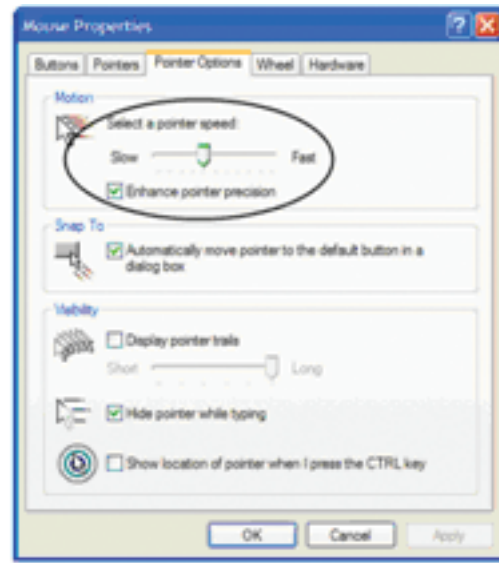 Mouse Properties
Buttons Pointers Pointer Options Wheel Hardware
Motion
Select a pointer speed:
Slow Fast
Enhance pointer precision
Snap To
Automatically move pointer to the default button in a
dialog box
Visibility
Display pointer trails
Short Long
Hide pointer while typing
Show location of pointer when I press the CTRL key
OK Cancel Apply